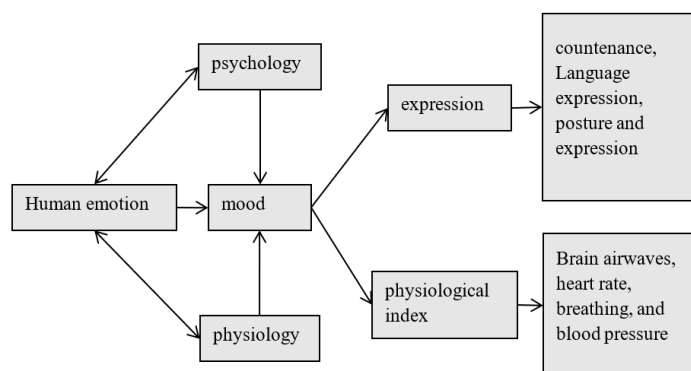 psychology
countenance,
Language
expression,
posture and
expression
expression
Human emotion
mood
Brain airwaves,
heart rate,
breathing, and
blood pressure
physiological
index
physiology